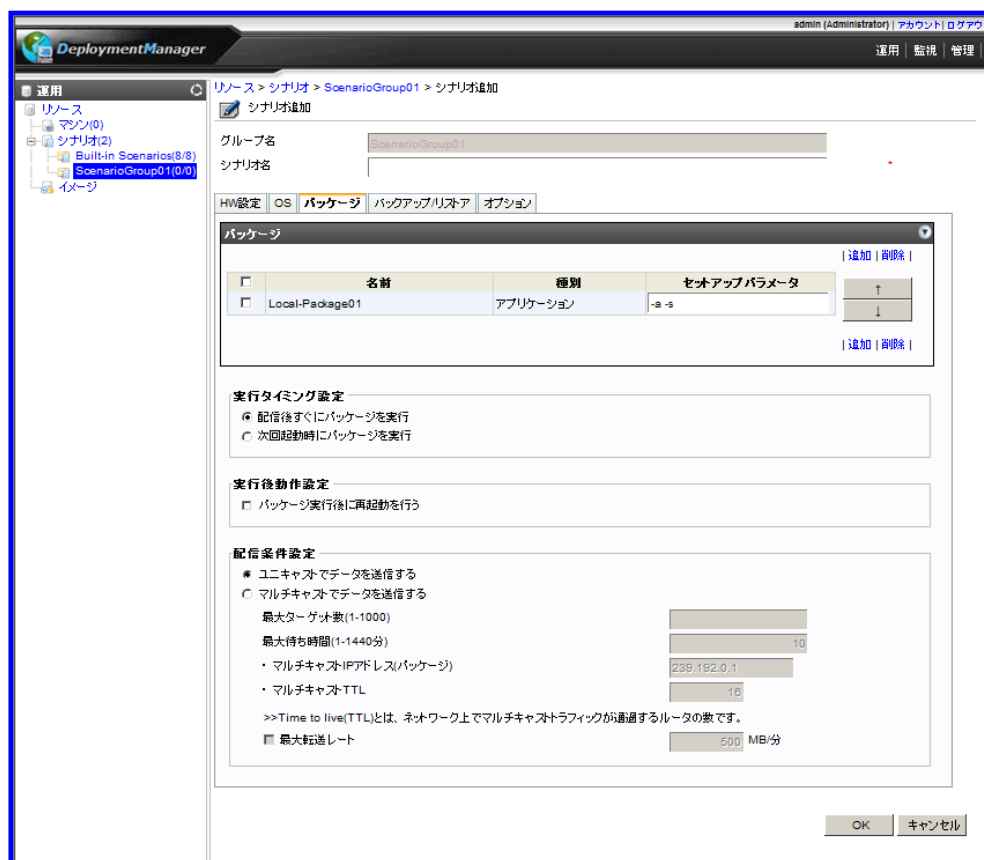 admin (Administrator) | アカウント | ログアウ
DeploymentManager
運用 | 監視 | 管理 |
運用
リソース
マシン(0)
シナリオ(2)
Built-in Scenarios(8/8)
ScenarioGroup01(0/0)
イメージ
リソース > シナリオ > ScenarioGroup01 > シナリオ追加
シナリオ追加
グループ名 ScenarioGroup01
シナリオ名 *
HW設定 OS パッケージ バックアップ/リストア オプション
パッケージ
| 追加 | 削除 |
名前 種別 セットアップパラメータ
Local-Package01 アプリケーション -a -s
↑
↓
| 追加 | 削除 |
実行タイミング設定
配信後すぐにパッケージを実行
次回起動時にパッケージを実行
実行後動作設定
パッケージ実行後に再起動を行う
配信条件設定
ユニキャストでデータを送信する
マルチキャストでデータを送信する
最大ターゲット数(1-1000)
最大待ち時間(1-1440分) 10
・マルチキャストIPアドレス(パッケージ) 239.192.0.1
・マルチキャストTTL 16
>>Time to live(TTL)とは、ネットワーク上でマルチキャストトラフィックが通過するルータの数です。
最大転送レート 500 MB/分
OK キャンセル